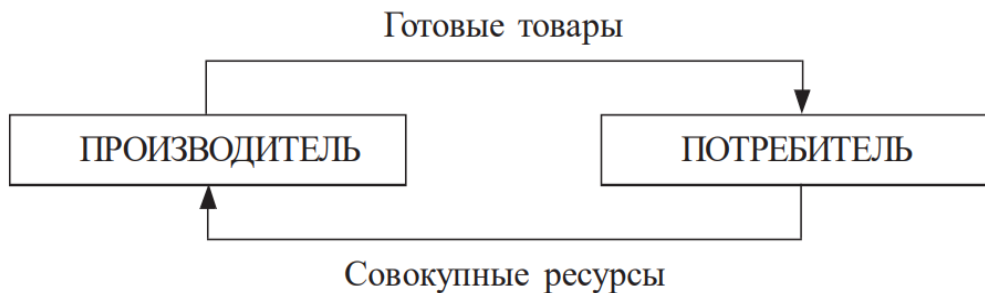 Готовые товары
ПРОИЗВОДИТЕЛЬ
ПОТРЕБИТЕЛЬ
Совокупные ресурсы